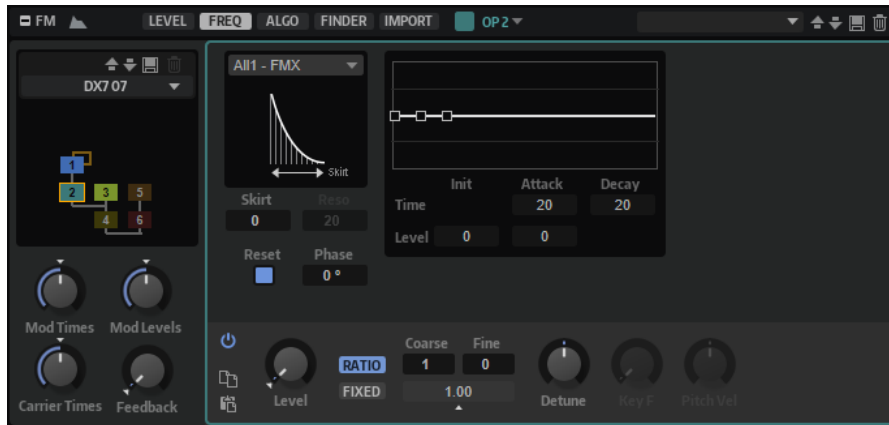 FM LEVEL FREQ ALGO FINDER IMPORT OP2
DX7 07
1
2 3 5
4 6
Mod Times Mod Levels
Carrier Times Feedback
All1 - FMX
Skirt
Skirt Reso
0 20
Reset Phase
0 °
Init Attack Decay
Time 20 20
Level 0 0
Level
RATIO
FIXED
Coarse Fine
1 0
1.00
Detune Key F. Pitch Vel